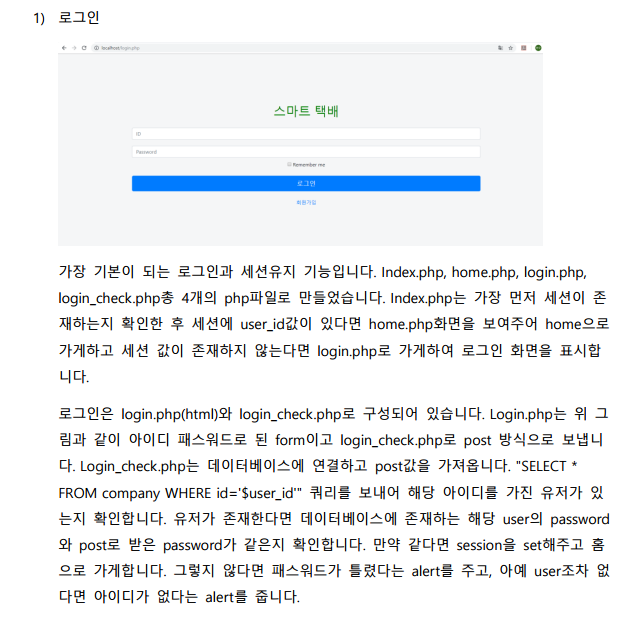 1) 로그인
localhost/login.php
스마트 택배
ID
Password
Remember me
로그인
회원가입
가장 기본이 되는 로그인과 세션유지 기능입니다. Index.php, home.php, login.php,
login_check.php총 4개의 php파일로 만들었습니다. Index.php는 가장 먼저 세션이 존
재하는지 확인한 후 세션에 user_id값이 있다면 home.php화면을 보여주어 home으로
가게하고 세션 값이 존재하지 않는다면 login.php로 가게하여 로그인 화면을 표시합
니다.
로그인은 login.php(html)와 login_check.php로 구성되어 있습니다. Login.php는 위 그
림과 같이 아이디 패스워드로 된 form이고 login_check.php로 post 방식으로 보냅니
다. Login_check.php는 데이터베이스에 연결하고 post값을 가져옵니다. "SELECT *
FROM company WHERE id='$user_id'" 쿼리를 보내어 해당 아이디를 가진 유저가 있
는지 확인합니다. 유저가 존재한다면 데이터베이스에 존재하는 해당 user의 password
와 post로 받은 password가 같은지 확인합니다. 만약 같다면 session을 set해주고 홈
으로 가게합니다. 그렇지 않다면 패스워드가 틀렸다는 alert를 주고, 아예 user조차 없
다면 아이디가 없다는 alert를 줍니다.